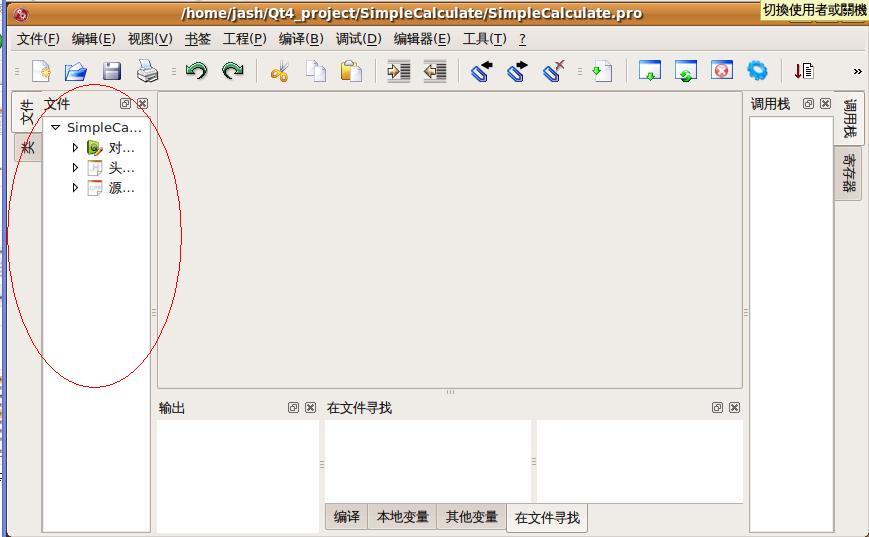 /home/jash/Qt4_project/SimpleCalculate/SimpleCalculate.pro
切換使用者或關機
文件(F) 编辑(E) 视图(V) 书签 工程(P) 编译(B) 调试(D) 编辑器(E) 工具(T) ?
文件
类
文件
SimpleCa...
对...
头...
源...
调用栈
调用栈
寄存器
输出
在文件寻找
编译 本地变量 其他变量 在文件寻找